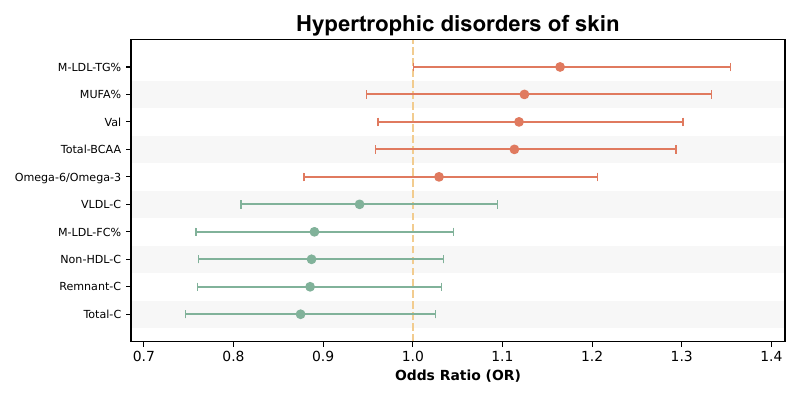 Hypertrophic disorders of skin
M-LDL-TG%
MUFA%
Val
Total-BCAA
Omega-6/Omega-3
VLDL-C
M-LDL-FC%
Non-HDL-C
Remnant-C
Total-C
0.7 0.8 0.9 1.0 1.1 1.2 1.3 1.4
Odds Ratio (OR)